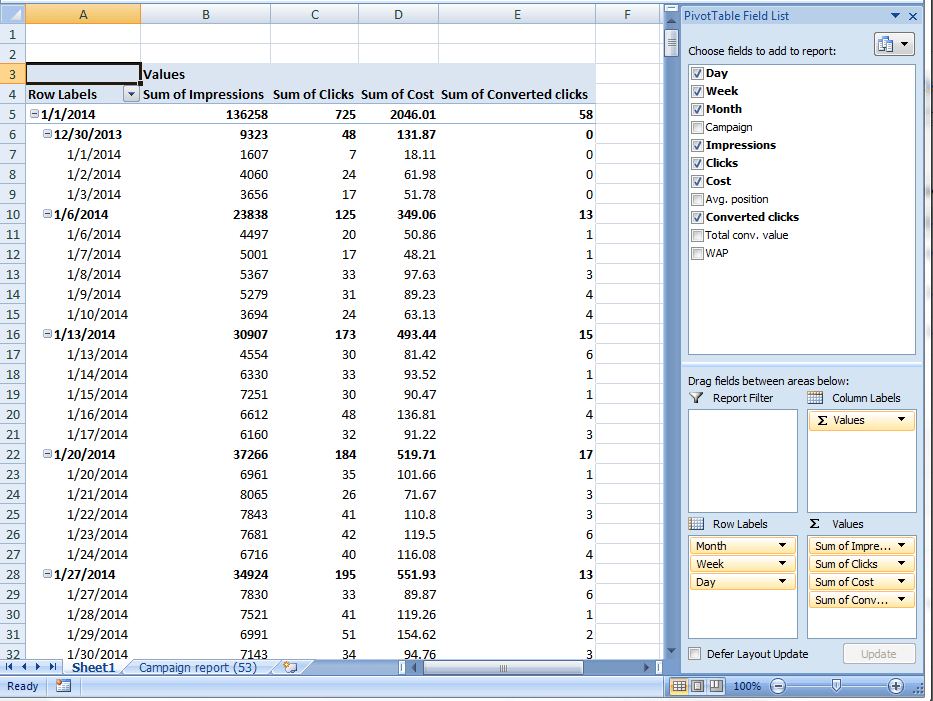 A B C D E F
1
2
3 Values
4 Row Labels Sum of Impressions Sum of Clicks Sum of Cost Sum of Converted clicks
5 1/1/2014 136258 725 2046.01 58
6 12/30/2013 9323 48 131.87 0
7 1/1/2014 1607 7 18.11 0
8 1/2/2014 4060 24 61.98 0
9 1/3/2014 3656 17 51.78 0
10 1/6/2014 23838 125 349.06 13
11 1/6/2014 4497 20 50.86 1
12 1/7/2014 5001 17 48.21 1
13 1/8/2014 5367 33 97.63 3
14 1/9/2014 5279 31 89.23 4
15 1/10/2014 3694 24 63.13 4
16 1/13/2014 30907 173 493.44 15
17 1/13/2014 4554 30 81.42 6
18 1/14/2014 6330 33 93.52 1
19 1/15/2014 7251 30 90.47 1
20 1/16/2014 6612 48 136.81 4
21 1/17/2014 6160 32 91.22 3
22 1/20/2014 37266 184 519.71 17
23 1/20/2014 6961 35 101.66 1
24 1/21/2014 8065 26 71.67 3
25 1/22/2014 7843 41 110.8 3
26 1/23/2014 7681 42 119.5 6
27 1/24/2014 6716 40 116.08 4
28 1/27/2014 34924 195 551.93 13
29 1/27/2014 7830 33 89.87 6
30 1/28/2014 7521 41 119.26 1
31 1/29/2014 6991 51 154.62 2
32 1/30/2014 7143 34 94.76 3
Sheet1 Campaign report (53)
Ready 100%
PivotTable Field List
Choose fields to add to report:
Day
Week
Month
Campaign
Impressions
Clicks
Cost
Avg. position
Converted clicks
Total conv. value
WAP
Drag fields between areas below:
Report Filter Column Labels
Σ Values
Row Labels Σ Values
Month Sum of Impre...
Week Sum of Clicks
Day Sum of Cost
Sum of Conv...
Defer Layout Update Update